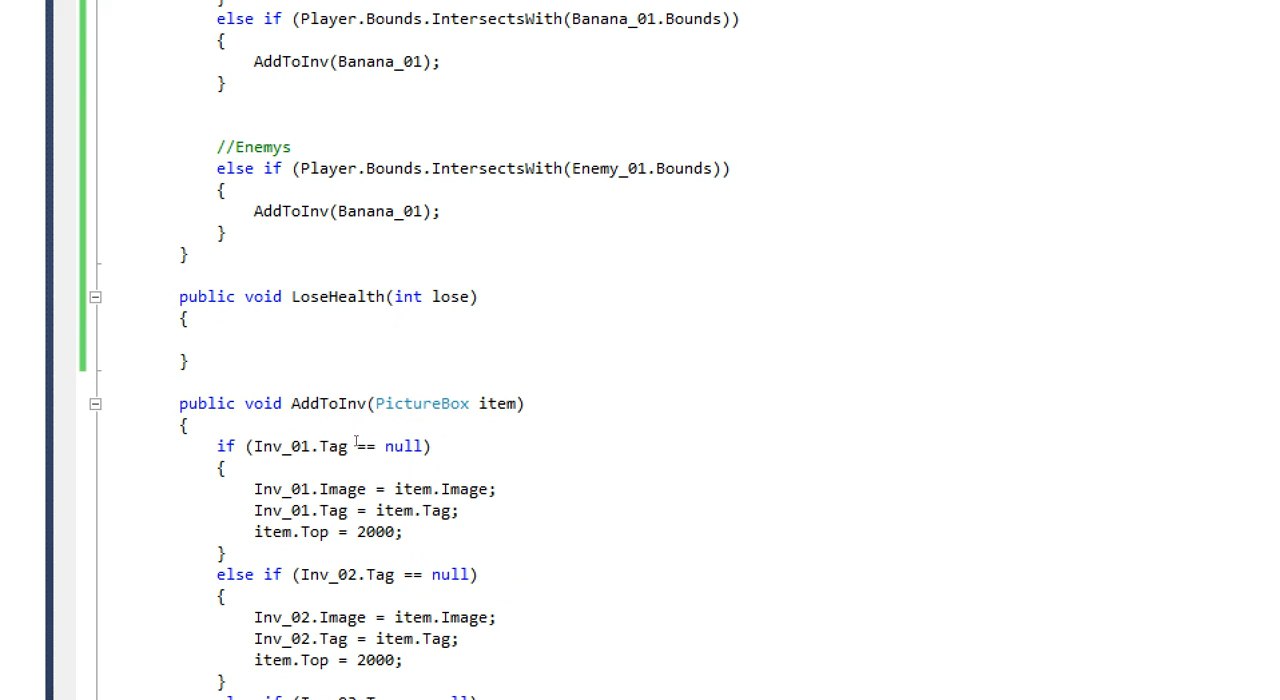 }
else if (Player.Bounds.IntersectsWith(Banana_01.Bounds))
{
AddToInv(Banana_01);
}
//Enemys
else if (Player.Bounds.IntersectsWith(Enemy_01.Bounds))
{
AddToInv(Banana_01);
}
}
public void LoseHealth(int lose)
{
}
public void AddToInv(PictureBox item)
{
if (Inv_01.Tag == null)
{
Inv_01.Image = item.Image;
Inv_01.Tag = item.Tag;
item.Top = 2000;
}
else if (Inv_02.Tag == null)
{
Inv_02.Image = item.Image;
Inv_02.Tag = item.Tag;
item.Top = 2000;
}